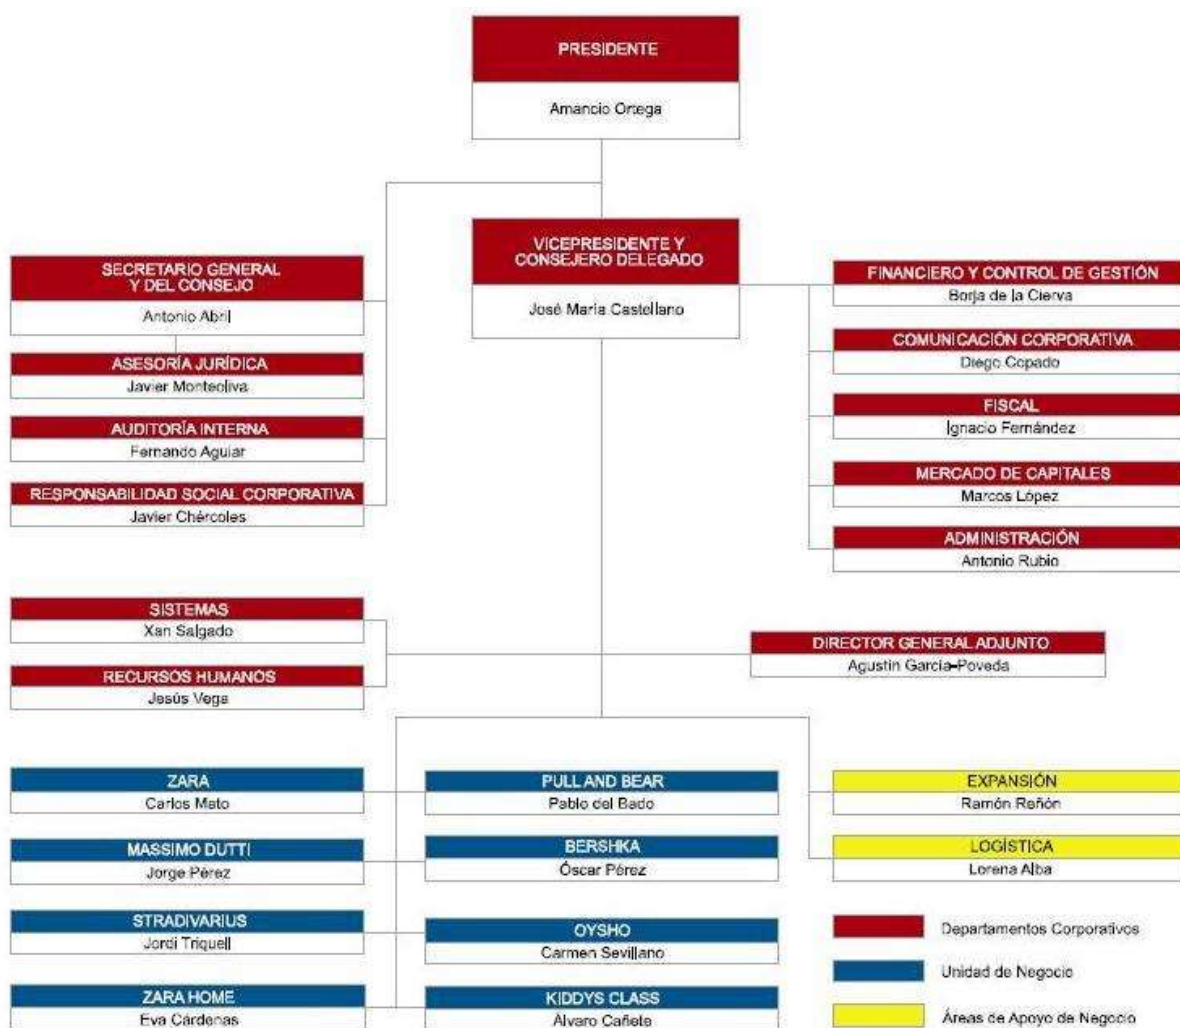 PRESIDENTE
Amancio Ortega
VICEPRESIDENTE Y
CONSEJERO DELEGADO
José María Castellano
SECRETARIO GENERAL
Y DEL CONSEJO
Antonio Abril
ASESORÍA JURÍDICA
Javier Monteoliva
AUDITORÍA INTERNA
Fernando Aguiar
RESPONSABILIDAD SOCIAL CORPORATIVA
Javier Chércoles
FINANCIERO Y CONTROL DE GESTIÓN
Borja de la Cierva
COMUNICACIÓN CORPORATIVA
Diego Copado
FISCAL
Ignacio Fernández
MERCADO DE CAPITALES
Marcos López
ADMINISTRACIÓN
Antonio Rubio
SISTEMAS
Xan Salgado
RECURSOS HUMANOS
Jesús Vega
DIRECTOR GENERAL ADJUNTO
Agustín García-Poveda
ZARA
Carlos Mato
PULL AND BEAR
Pablo del Bado
EXPANSIÓN
Ramón Reñón
MASSIMO DUTTI
Jorge Pérez
BERSHKA
Óscar Pérez
LOGÍSTICA
Lorena Alba
STRADIVARIUS
Jordi Triquell
OYSHO
Carmen Sevillano
ZARA HOME
Eva Cárdenas
KIDDYS CLASS
Álvaro Cañete
Departamentos Corporativos
Unidad de Negocio
Áreas de Apoyo de Negocio